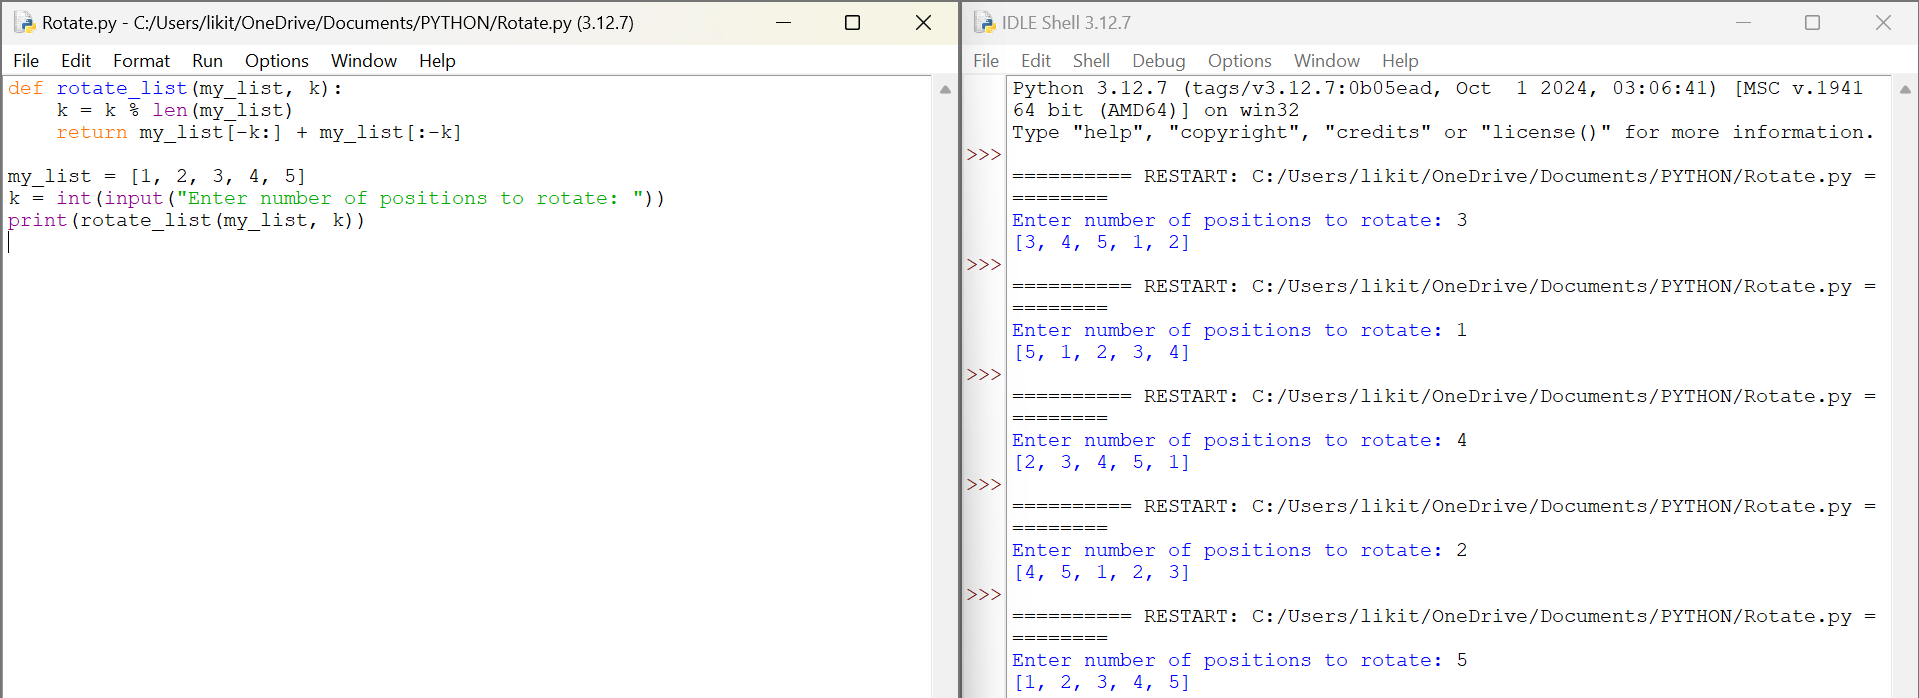 Rotate.py - C:/Users/likit/OneDrive/Documents/PYTHON/Rotate.py (3.12.7)
File Edit Format Run Options Window Help
def rotate_list(my_list, k):
    k = k % len(my_list)
    return my_list[-k:] + my_list[:-k]

my_list = [1, 2, 3, 4, 5]
k = int(input("Enter number of positions to rotate: "))
print(rotate_list(my_list, k))
IDLE Shell 3.12.7
File Edit Shell Debug Options Window Help
Python 3.12.7 (tags/v3.12.7:0b05ead, Oct  1 2024, 03:06:41) [MSC v.1941
64 bit (AMD64)] on win32
Type "help", "copyright", "credits" or "license()" for more information.
>>>
========== RESTART: C:/Users/likit/OneDrive/Documents/PYTHON/Rotate.py =
========
Enter number of positions to rotate: 3
[3, 4, 5, 1, 2]
>>>
========== RESTART: C:/Users/likit/OneDrive/Documents/PYTHON/Rotate.py =
========
Enter number of positions to rotate: 1
[5, 1, 2, 3, 4]
>>>
========== RESTART: C:/Users/likit/OneDrive/Documents/PYTHON/Rotate.py =
========
Enter number of positions to rotate: 4
[2, 3, 4, 5, 1]
>>>
========== RESTART: C:/Users/likit/OneDrive/Documents/PYTHON/Rotate.py =
========
Enter number of positions to rotate: 2
[4, 5, 1, 2, 3]
>>>
========== RESTART: C:/Users/likit/OneDrive/Documents/PYTHON/Rotate.py =
========
Enter number of positions to rotate: 5
[1, 2, 3, 4, 5]